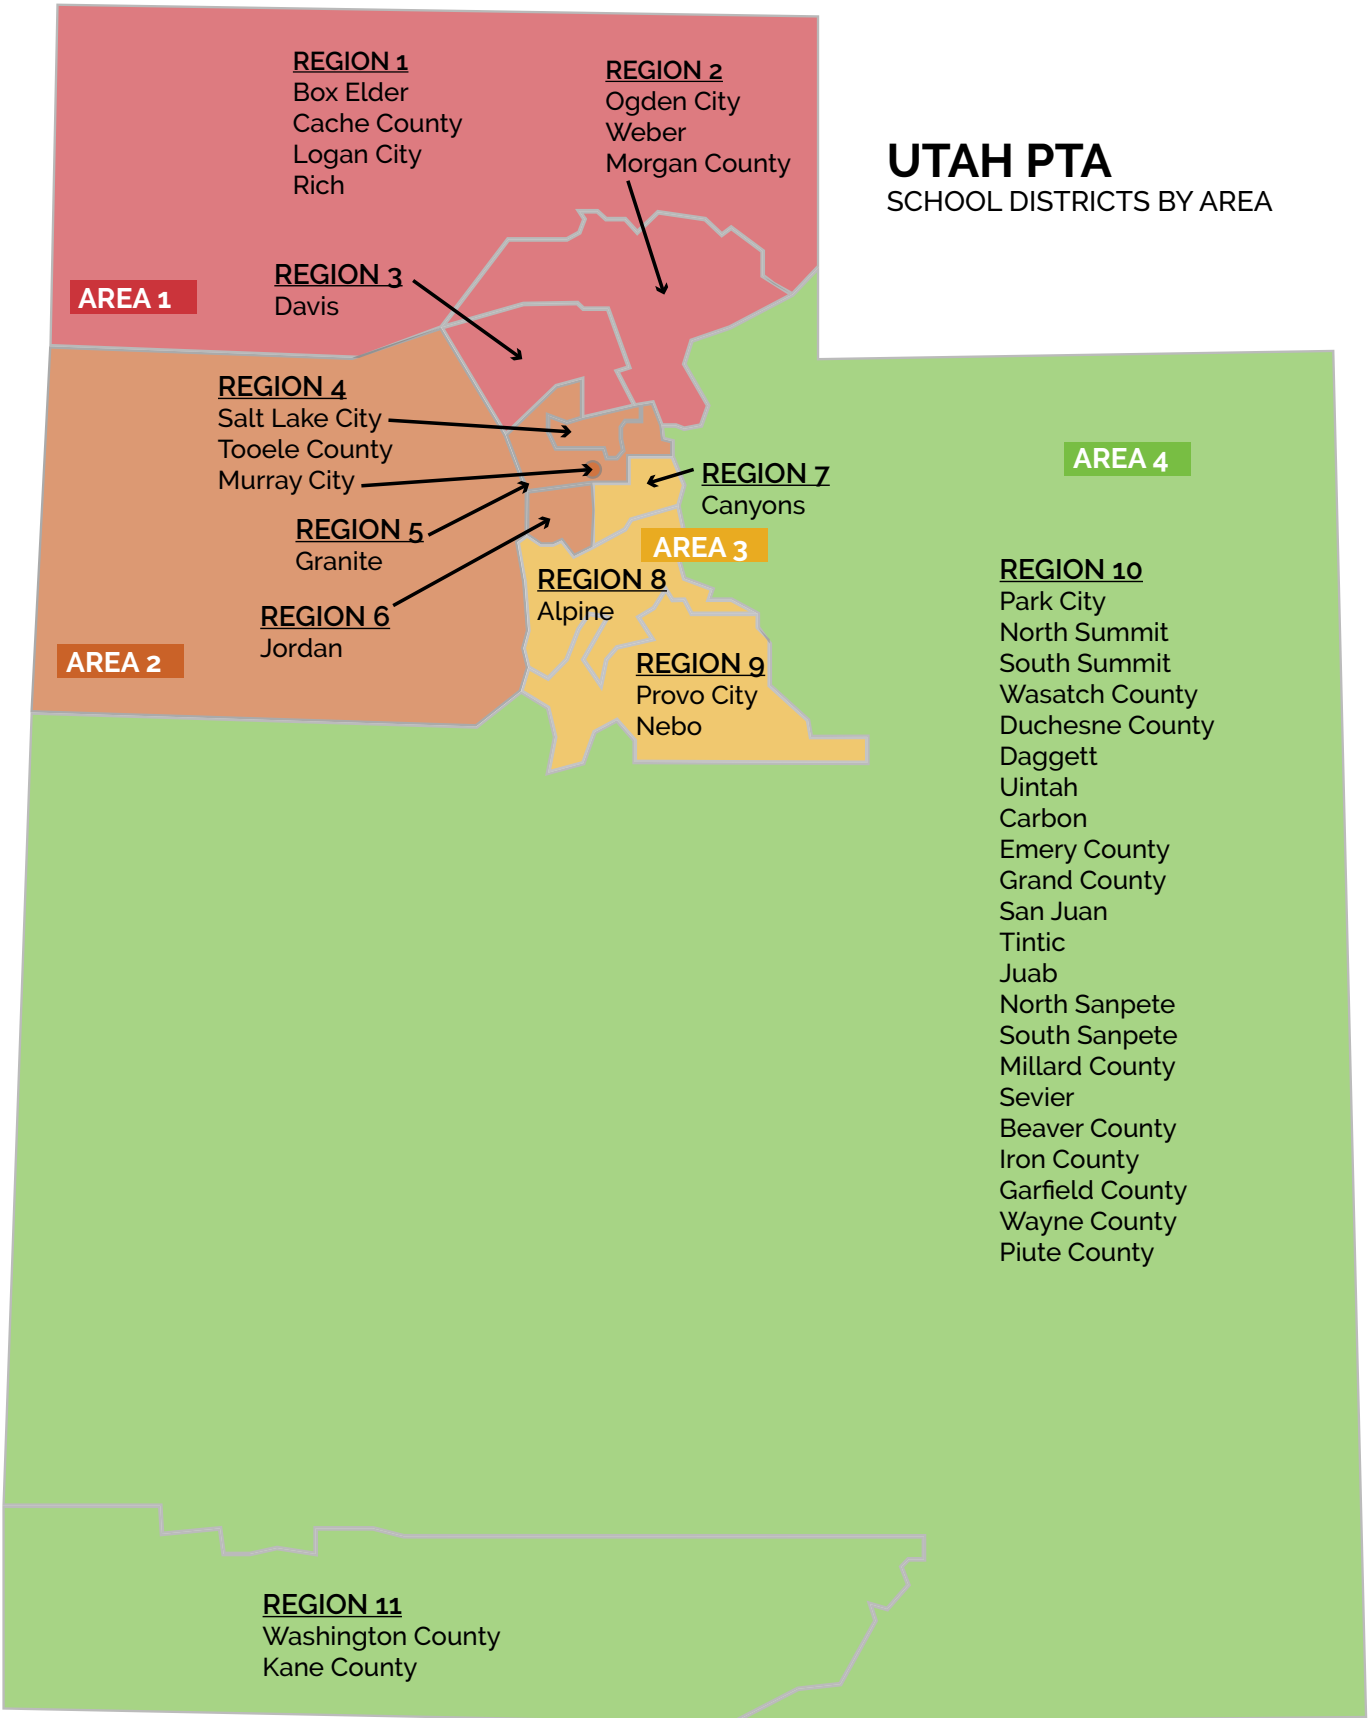 REGION 1
Box Elder
Cache County
Logan City
Rich
REGION 2
Ogden City
Weber
Morgan County
UTAH PTA
SCHOOL DISTRICTS BY AREA
REGION 3
Davis
AREA 1
REGION 4
Salt Lake City
Tooele County
Murray City
REGION 5
Granite
REGION 6
Jordan
AREA 2
REGION 7
Canyons
AREA 3
REGION 8
Alpine
REGION 9
Provo City
Nebo
AREA 4
REGION 10
Park City
North Summit
South Summit
Wasatch County
Duchesne County
Daggett
Uintah
Carbon
Emery County
Grand County
San Juan
Tintic
Juab
North Sanpete
South Sanpete
Millard County
Sevier
Beaver County
Iron County
Garfield County
Wayne County
Piute County
REGION 11
Washington County
Kane County